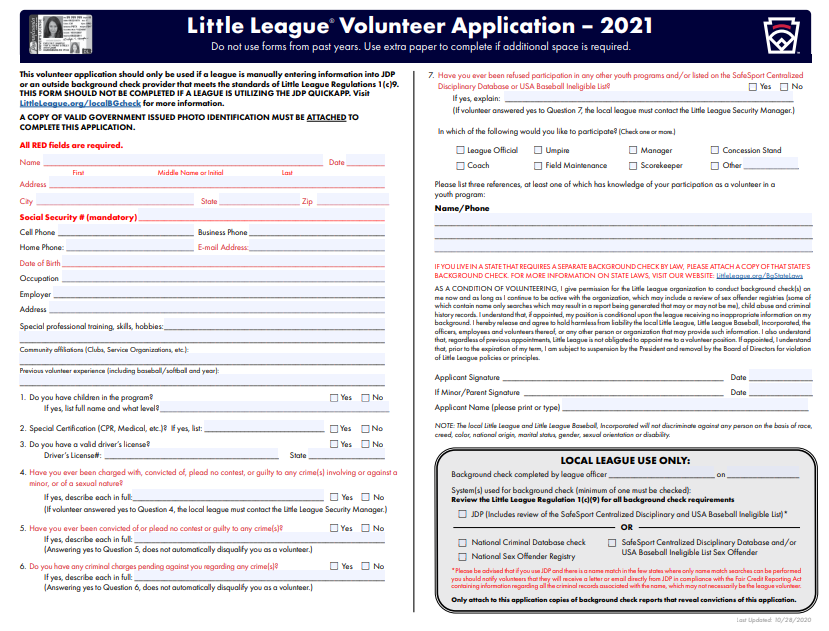 Little League® Volunteer Application – 2021
Do not use forms from past years. Use extra paper to complete if additional space is required.
This volunteer application should only be used if a league is manually entering information into JDP
or an outside background check provider that meets the standards of Little League Regulations 1(c)9.
THIS FORM SHOULD NOT BE COMPLETED IF A LEAGUE IS UTILIZING THE JDP QUICKAPP. Visit
LittleLeague.org/localBGcheck for more information.
A COPY OF VALID GOVERNMENT ISSUED PHOTO IDENTIFICATION MUST BE ATTACHED TO
COMPLETE THIS APPLICATION.
All RED fields are required.
Name Date
First Middle Name or Initial Last
Address
City State Zip
Social Security # (mandatory)
Cell Phone Business Phone
Home Phone: E-mail Address:
Date of Birth
Occupation
Employer
Address
Special professional training, skills, hobbies:
Community affiliations (Clubs, Service Organizations, etc.):
Previous volunteer experience (including baseball/softball and year):
1. Do you have children in the program? Yes No
If yes, list full name and what level?
2. Special Certification (CPR, Medical, etc.)? If yes, list: Yes No
3. Do you have a valid driver's license? Yes No
Driver's License#: State
4. Have you ever been charged with, convicted of, plead no contest, or guilty to any crime(s) involving or against a
minor, or of a sexual nature?
If yes, describe each in full: Yes No
(If volunteer answered yes to Question 4, the local league must contact the Little League Security Manager.)
5. Have you ever been convicted of or plead no contest or guilty to any crime(s)? Yes No
If yes, describe each in full:
(Answering yes to Question 5, does not automatically disqualify you as a volunteer.)
6. Do you have any criminal charges pending against you regarding any crime(s)? Yes No
If yes, describe each in full:
(Answering yes to Question 6, does not automatically disqualify you as a volunteer.)
7. Have you ever been refused participation in any other youth programs and/or listed on the SafeSport Centralized
Disciplinary Database or USA Baseball Ineligible List? Yes No
If yes, explain:
(If volunteer answered yes to Question 7, the local league must contact the Little League Security Manager.)
In which of the following would you like to participate? (Check one or more.)
League Official Umpire Manager Concession Stand
Coach Field Maintenance Scorekeeper Other
Please list three references, at least one of which has knowledge of your participation as a volunteer in a
youth program:
Name/Phone
IF YOU LIVE IN A STATE THAT REQUIRES A SEPARATE BACKGROUND CHECK BY LAW, PLEASE ATTACH A COPY OF THAT STATE'S
BACKGROUND CHECK. FOR MORE INFORMATION ON STATE LAWS, VISIT OUR WEBSITE: LittleLeague.org/BgStateLaws
AS A CONDITION OF VOLUNTEERING, I give permission for the Little League organization to conduct background check(s) on
me now and as long as I continue to be active with the organization, which may include a review of sex offender registries (some of
which contain name only searches which may result in a report being generated that may or may not be me), child abuse and criminal
history records. I understand that, if appointed, my position is conditional upon the league receiving no inappropriate information on my
background. I hereby release and agree to hold harmless from liability the local Little League, Little League Baseball, Incorporated, the
officers, employees and volunteers thereof, or any other person or organization that may provide such information. I also understand
that, regardless of previous appointments, Little League is not obligated to appoint me to a volunteer position. If appointed, I understand
that, prior to the expiration of my term, I am subject to suspension by the President and removal by the Board of Directors for violation
of Little League policies or principles.
Applicant Signature Date
If Minor/Parent Signature Date
Applicant Name (please print or type)
NOTE: The local Little League and Little League Baseball, Incorporated will not discriminate against any person on the basis of race,
creed, color, national origin, marital status, gender, sexual orientation or disability.
LOCAL LEAGUE USE ONLY:
Background check completed by league officer on
System(s) used for background check (minimum of one must be checked):
Review the Little League Regulation 1(c)(9) for all background check requirements
JDP (Includes review of the SafeSport Centralized Disciplinary and USA Baseball Ineligible List)*
OR
National Criminal Database check
National Sex Offender Registry
SafeSport Centralized Disciplinary Database and/or
USA Baseball Ineligible List Sex Offender
*Please be advised that if you use JDP and there is a name match in the few states where only name match searches can be performed
you should notify volunteers that they will receive a letter or email directly from JDP in compliance with the Fair Credit Reporting Act
containing information regarding all the criminal records associated with the name, which may not necessarily be the league volunteer.
Only attach to this application copies of background check reports that reveal convictions of this application.
Last Updated: 10/28/2020